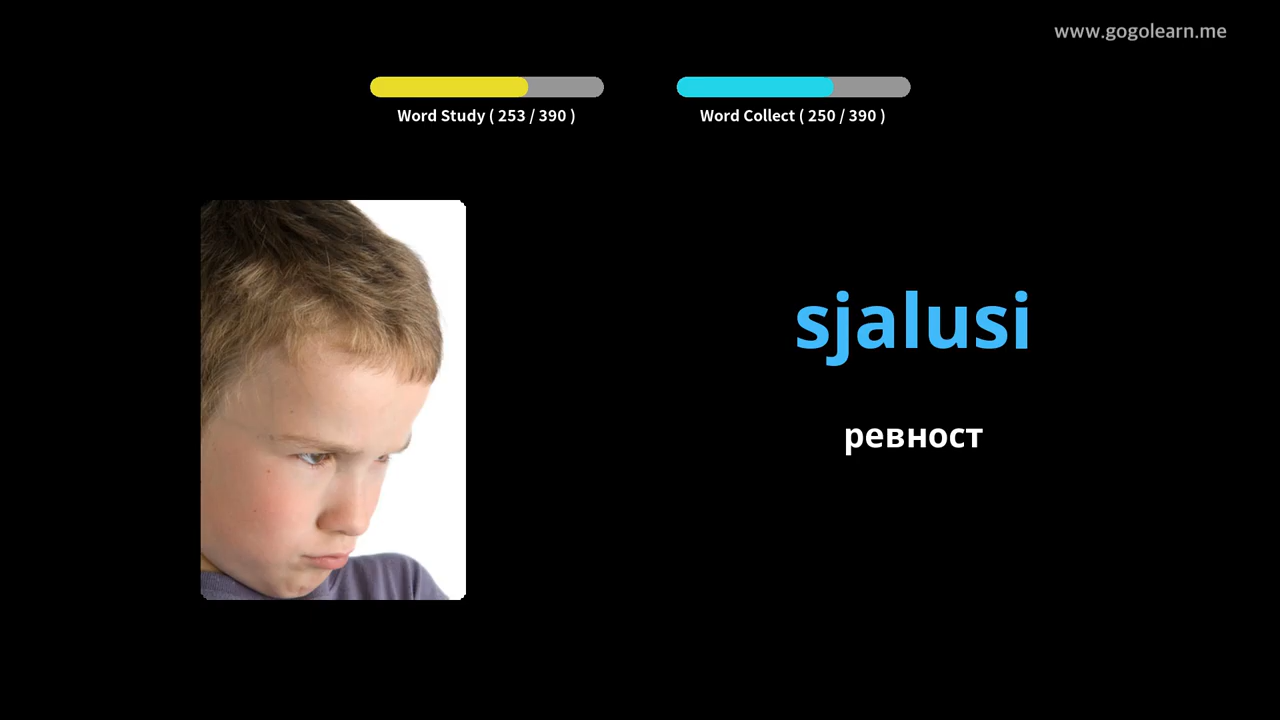 www.gogolearn.me
Word Study ( 253 / 390 )
Word Collect ( 250 / 390 )
sjalusi
ревност